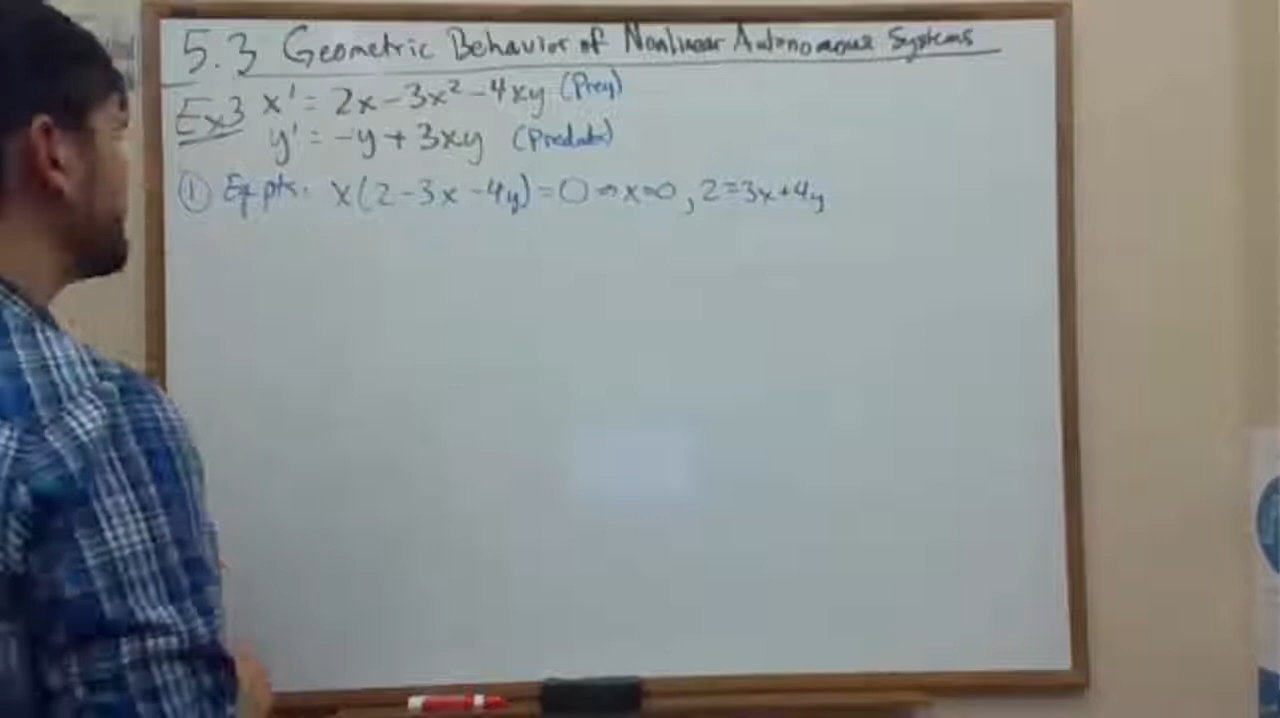 5.3 Geometric Behavior of Nonlinear Autonomous Systems
Ex3 x' = 2x - 3x² - 4xy (Prey)
y' = -y + 3xy (Predator)
① Eq pts. x(2-3x-4y)=0 ⇒ x=0, 2=3x+4y